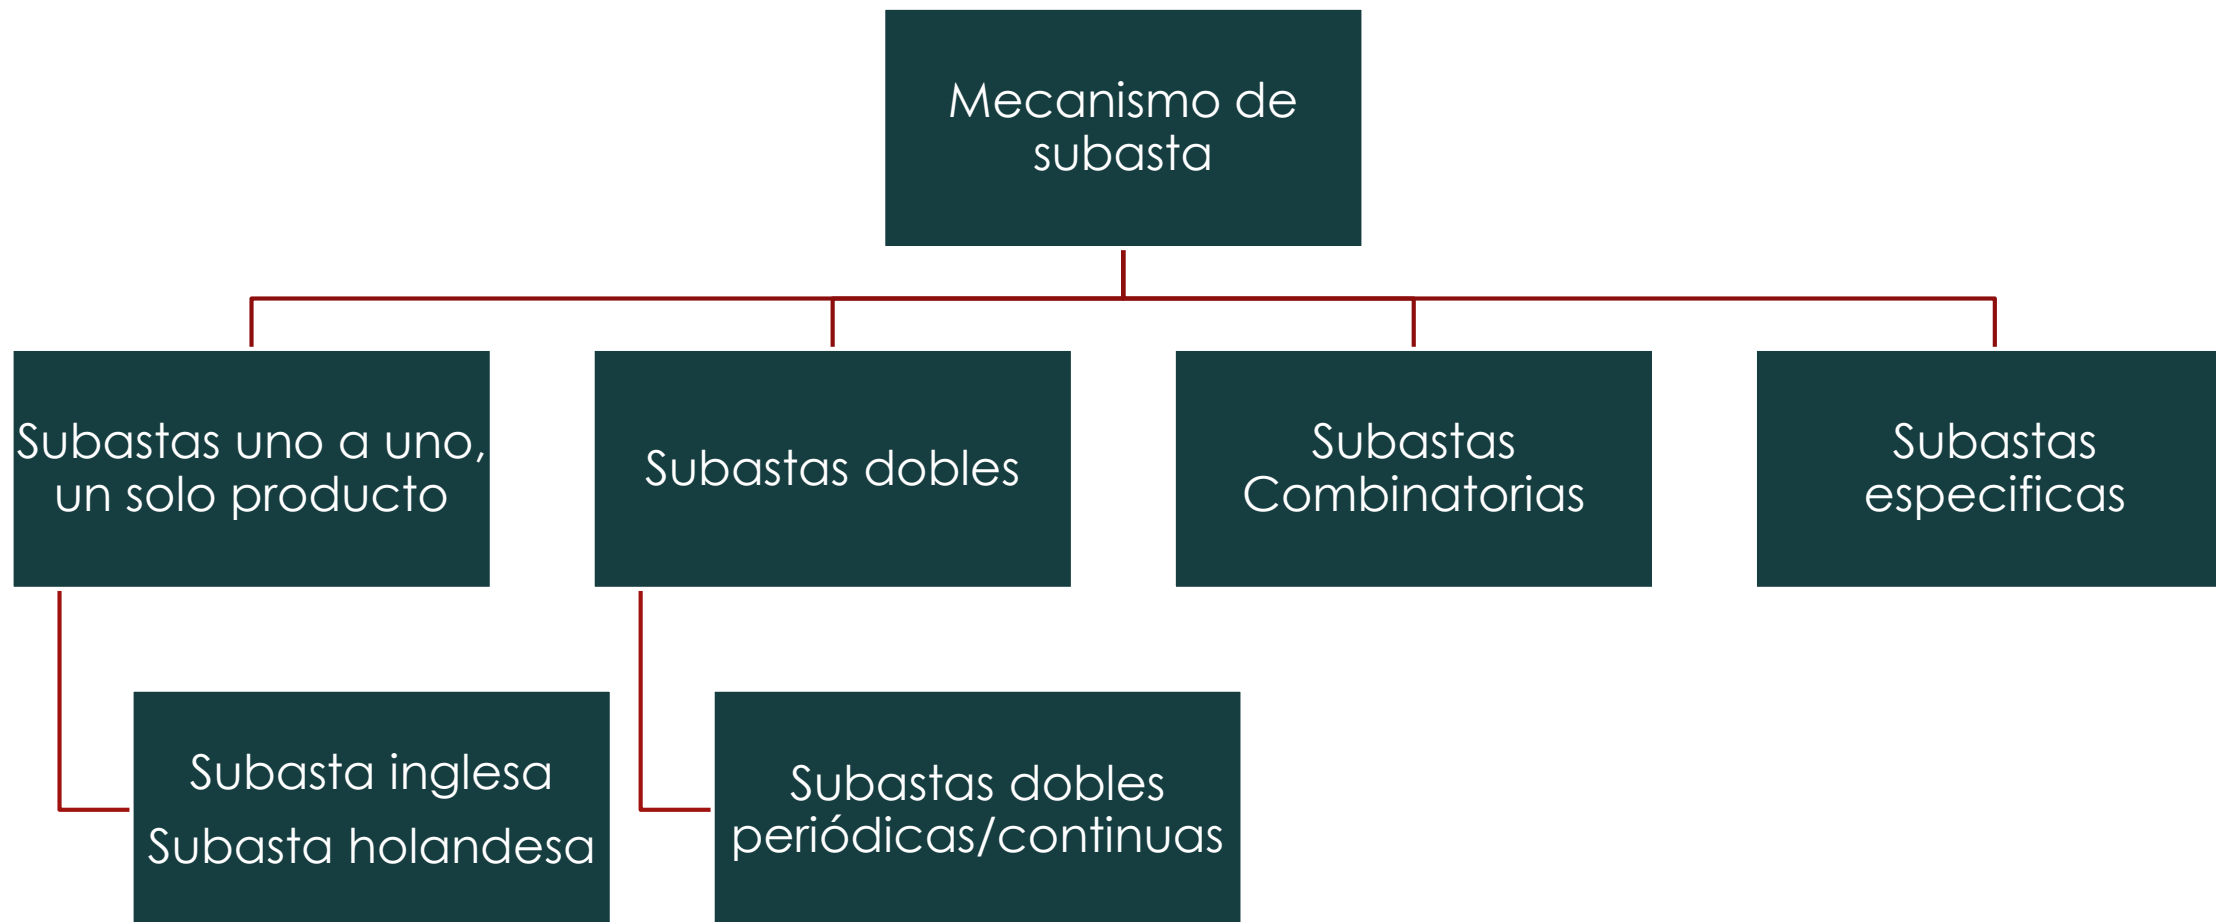 Mecanismo de
subasta
Subastas uno a uno,
un solo producto
Subastas dobles
Subastas
Combinatorias
Subastas
especificas
Subasta inglesa
Subasta holandesa
Subastas dobles
periódicas/continuas